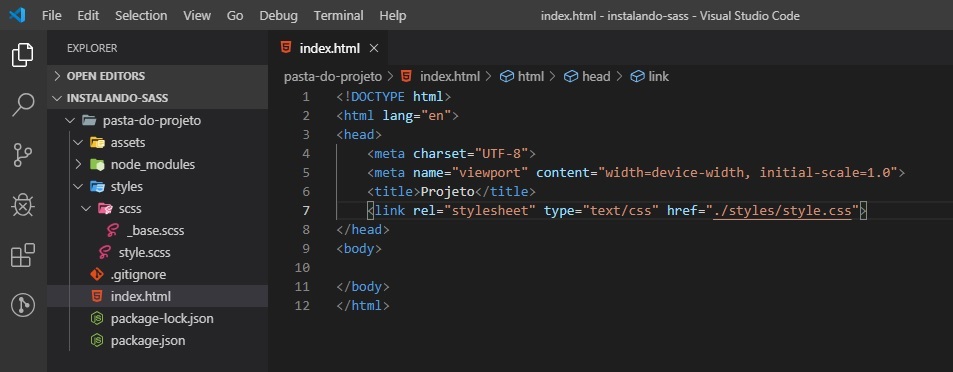 File Edit Selection View Go Debug Terminal Help index.html - instalando-sass - Visual Studio Code
EXPLORER
OPEN EDITORS
INSTALANDO-SASS
pasta-do-projeto
assets
node_modules
styles
scss
_base.scss
style.scss
.gitignore
index.html
package-lock.json
package.json
index.html
pasta-do-projeto > index.html > html > head > link
1 <!DOCTYPE html>
2 <html lang="en">
3 <head>
4 <meta charset="UTF-8">
5 <meta name="viewport" content="width=device-width, initial-scale=1.0">
6 <title>Projeto</title>
7 <link rel="stylesheet" type="text/css" href="./styles/style.css">
8 </head>
9 <body>
10
11 </body>
12 </html>